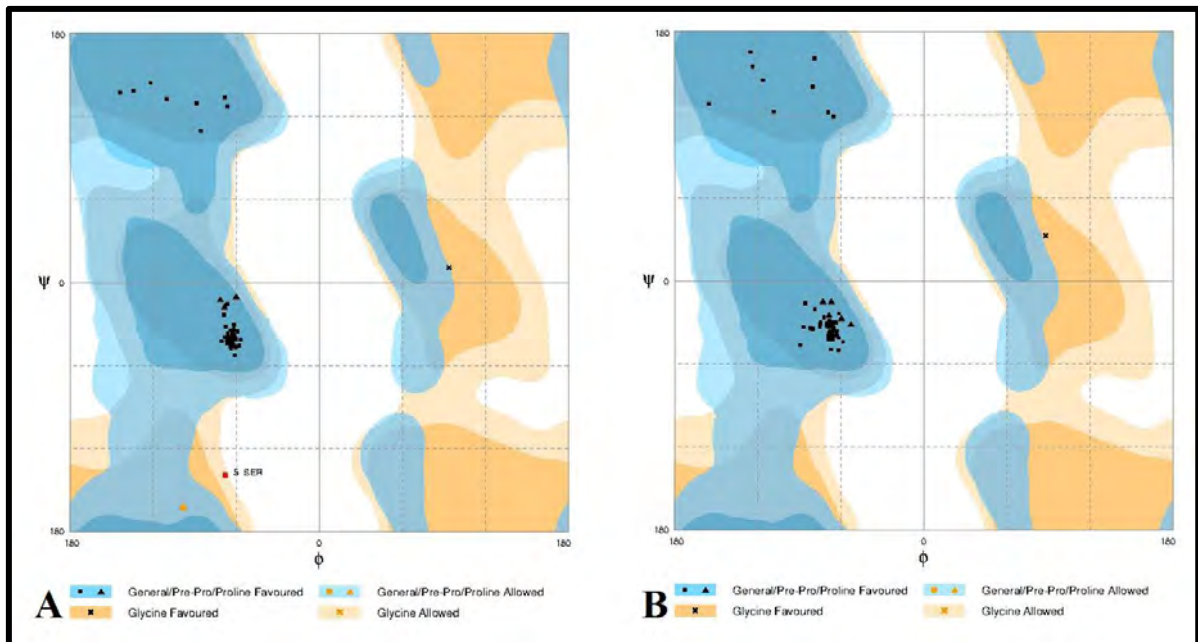 180
Ψ 0
5 SER
180
180 0 180
Φ
A
General/Pre-Pro/Proline Favoured General/Pre-Pro/Proline Allowed
Glycine Favoured Glycine Allowed
180
Ψ 0
180
180 0 180
Φ
B
General/Pre-Pro/Proline Favoured General/Pre-Pro/Proline Allowed
Glycine Favoured Glycine Allowed